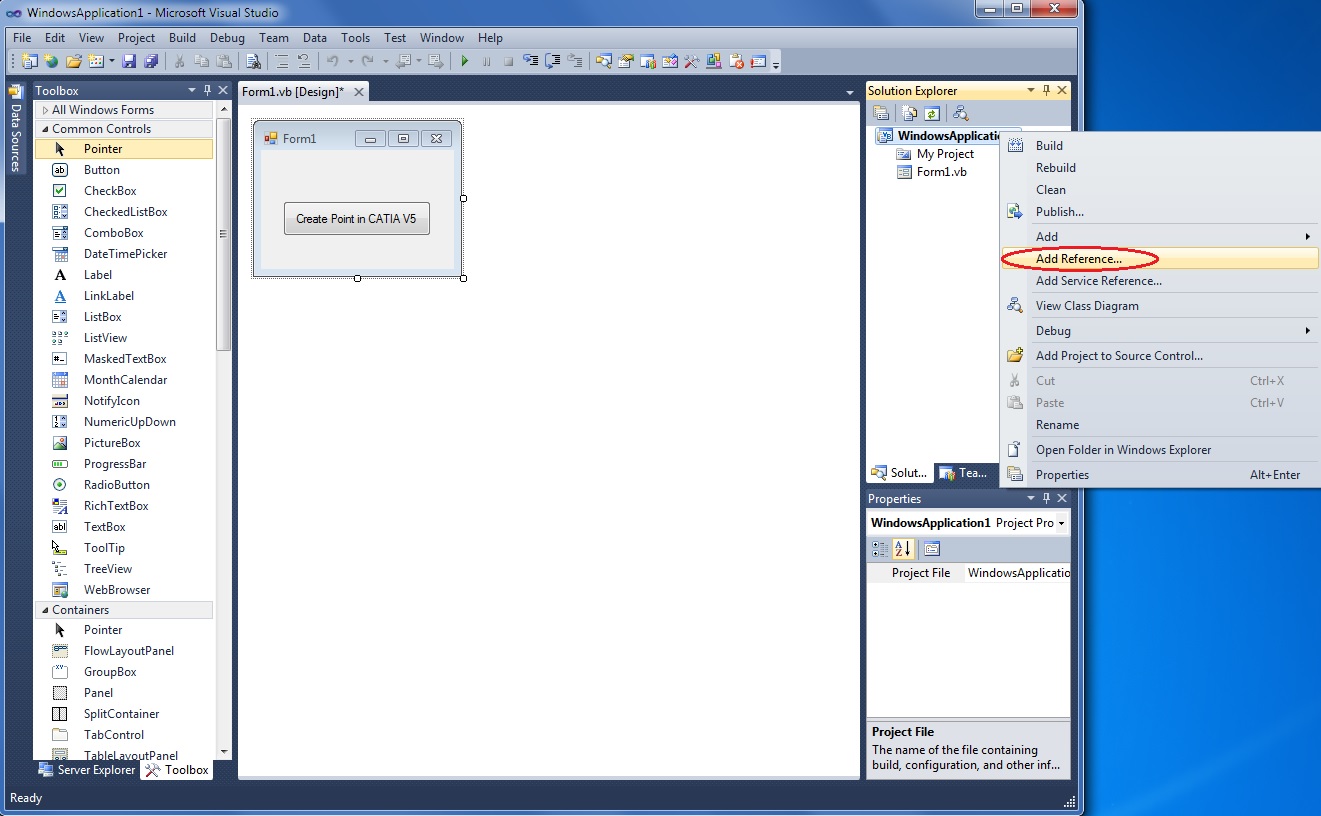 WindowsApplication1 - Microsoft Visual Studio
File Edit View Project Build Debug Team Data Tools Test Window Help
Data Sources
Toolbox
All Windows Forms
Common Controls
Pointer
Button
CheckBox
CheckedListBox
ComboBox
DateTimePicker
Label
LinkLabel
ListBox
ListView
MaskedTextBox
MonthCalendar
NotifyIcon
NumericUpDown
PictureBox
ProgressBar
RadioButton
RichTextBox
TextBox
ToolTip
TreeView
WebBrowser
Containers
Pointer
FlowLayoutPanel
GroupBox
Panel
SplitContainer
TabControl
TableLayoutPanel
Server Explorer Toolbox
Form1.vb [Design]*
Form1
Create Point in CATIA V5
Solution Explorer
WindowsApplicatio
My Project
Form1.vb
Solut... Tea...
Build
Rebuild
Clean
Publish...
Add
Add Reference...
Add Service Reference...
View Class Diagram
Debug
Add Project to Source Control...
Cut Ctrl+X
Paste Ctrl+V
Rename
Open Folder in Windows Explorer
Properties Alt+Enter
Properties
WindowsApplication1 Project Pro
Project File WindowsApplicatio
Project File
The name of the file containing
build, configuration, and other inf...
Ready